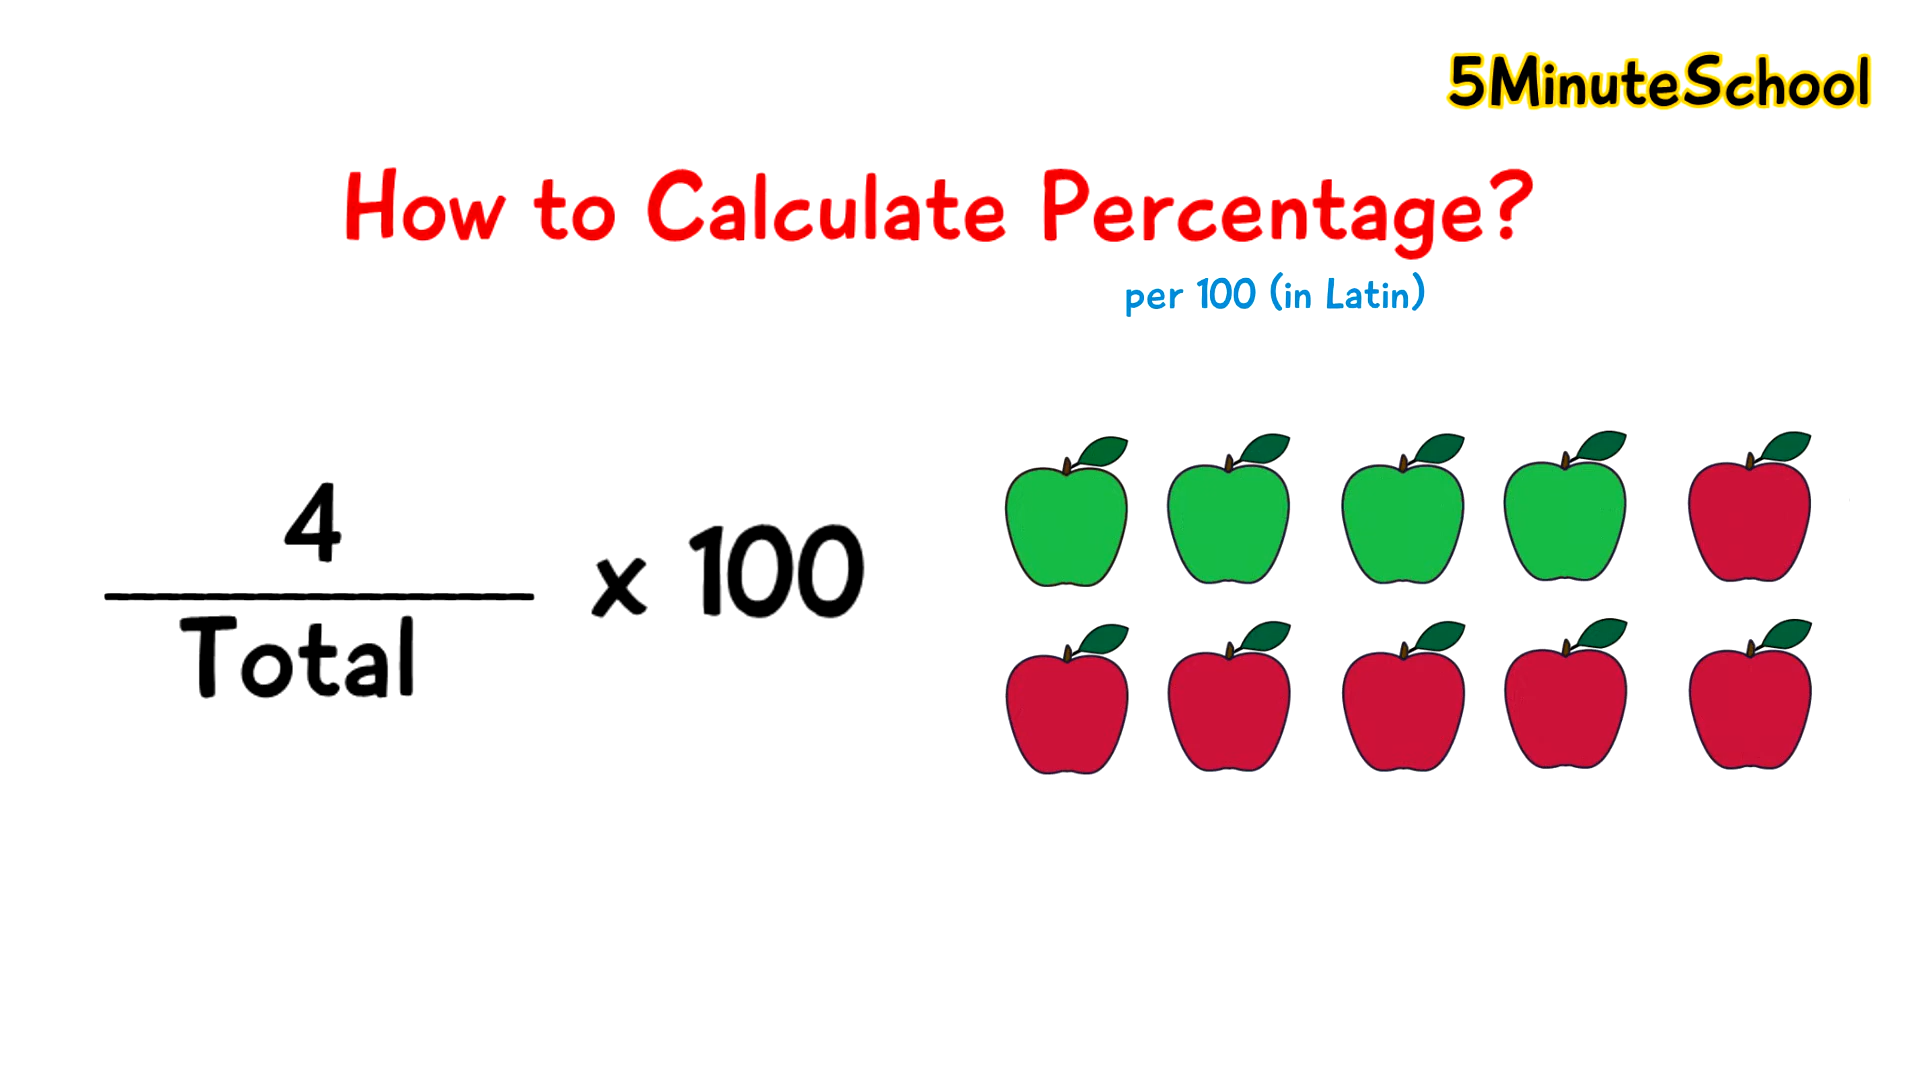 5MinuteSchool
How to Calculate Percentage?
per 100 (in Latin)
4
Total
x 100